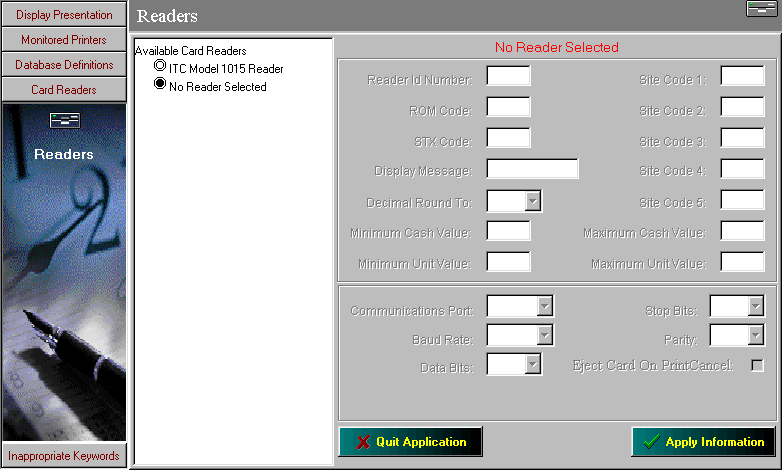 Display Presentation
Monitored Printers
Database Definitions
Card Readers
Readers
Inappropriate Keywords
Readers
Available Card Readers
ITC Model 1015 Reader
No Reader Selected
No Reader Selected
Reader Id Number: Site Code 1:
ROM Code: Site Code 2:
STX Code: Site Code 3:
Display Message: Site Code 4:
Decimal Round To: Site Code 5:
Minimum Cash Value: Maximum Cash Value:
Minimum Unit Value: Maximum Unit Value:
Communications Port: Stop Bits:
Baud Rate: Parity:
Data Bits: Eject Card On PrintCancel:
Quit Application Apply Information